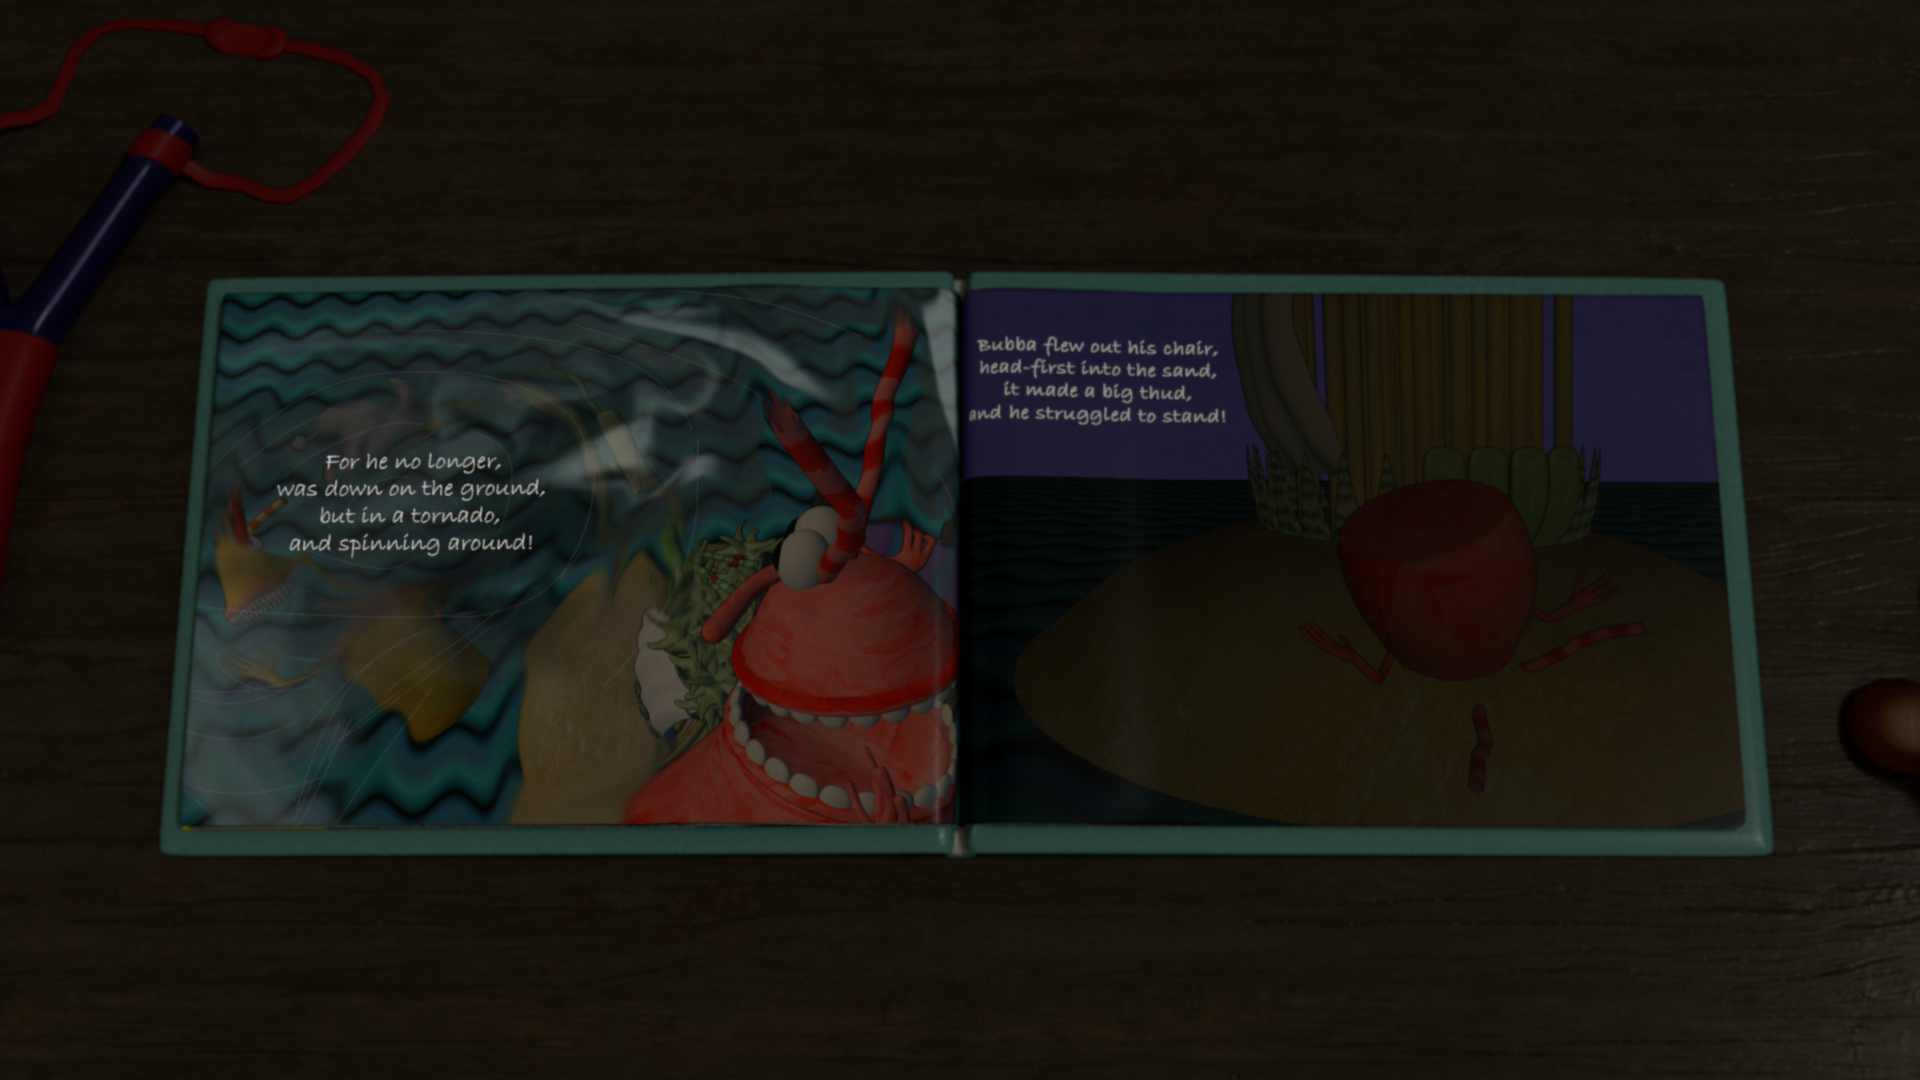 For he no longer,
was down on the ground,
but in a tornado,
and spinning around!
Bubba flew out his chair,
head-first into the sand,
it made a big thud,
and he struggled to stand!